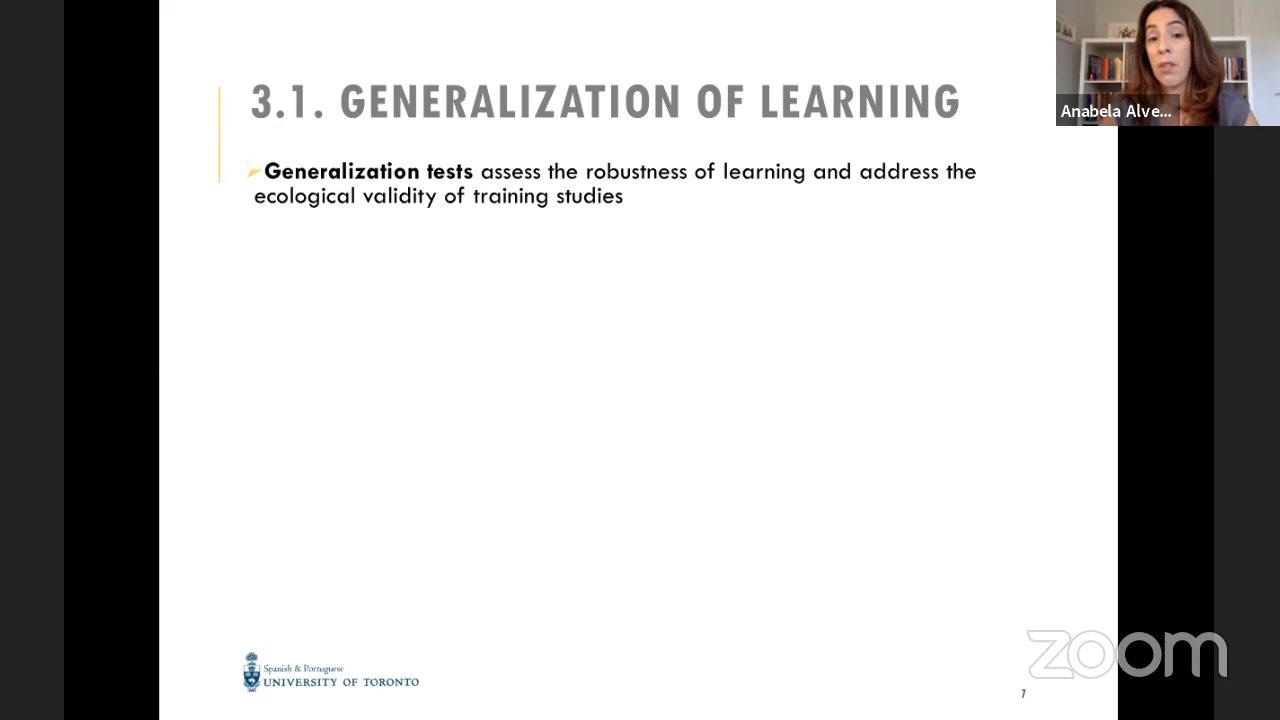 3.1. GENERALIZATION OF LEARNING
➢Generalization tests assess the robustness of learning and address the
ecological validity of training studies
Anabela Alve...
Spanish & Portuguese
UNIVERSITY OF TORONTO
zoom
7